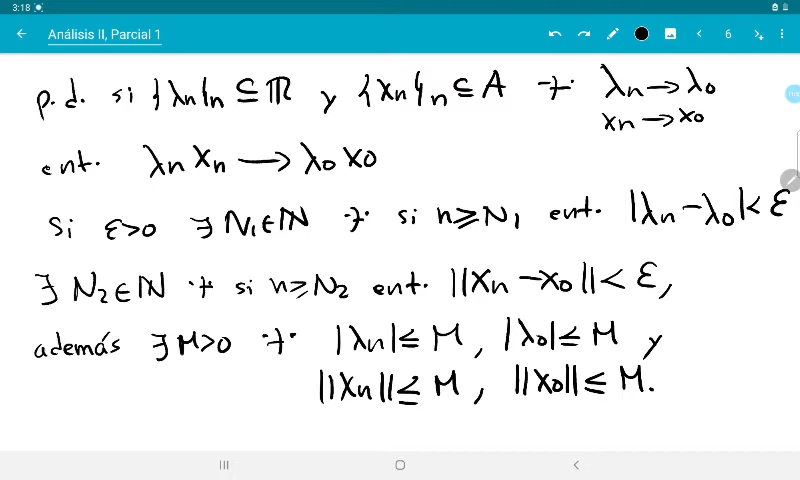 3:18
Análisis II, Parcial 1
6
p.d. si {λn}n ⊆ ℝ y {xn}n ⊆ A ·)· λn → λ0
xn → x0
ent. λn xn → λ0 x0
Si ε>0 ∃ N1 ∈ ℕ ·)· si n ≥ N1 ent. |λn − λ0| < ε
∃ N2 ∈ ℕ ·)· si n ≥ N2 ent. ||xn − x0|| < ε,
además ∃ M>0 ·)· |λn| ≤ M, |λ0| ≤ M y
||xn|| ≤ M, ||x0|| ≤ M.